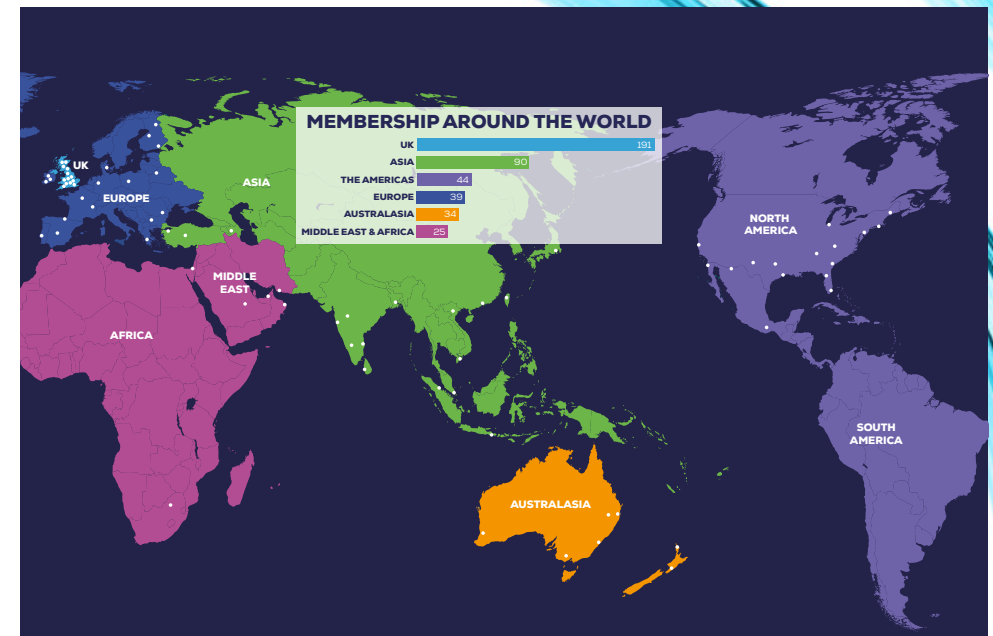 MEMBERSHIP AROUND THE WORLD
UK 191
ASIA 90
THE AMERICAS 44
EUROPE 39
AUSTRALASIA 34
MIDDLE EAST & AFRICA 25
UK
EUROPE
ASIA
MIDDLE
EAST
AFRICA
NORTH
AMERICA
SOUTH
AMERICA
AUSTRALASIA